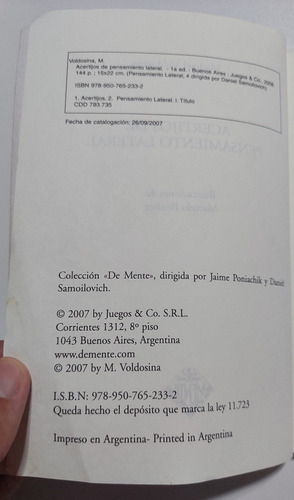 Voldosina, M.
Acertijos de pensamiento lateral. - 1a ed. - Buenos Aires : Juegos & Co, 2008.
144 p. ; 15x22 cm. (Pensamiento Lateral; 4 dirigida por Daniel Samoilovich)
ISBN 978-950-765-233-2
1. Acertijos. 2. Pensamiento Lateral. I. Título
CDD 793.735
Fecha de catalogación: 26/09/2007
Colección «De Mente», dirigida por Jaime Poniachik y Daniel
Samoilovich.
© 2007 by Juegos & Co. S.R.L.
Corrientes 1312, 8º piso
1043 Buenos Aires, Argentina
www.demente.com
© 2007 by M. Voldosina
I.S.B.N: 978-950-765-233-2
Queda hecho el depósito que marca la ley 11.723
Impreso en Argentina- Printed in Argentina